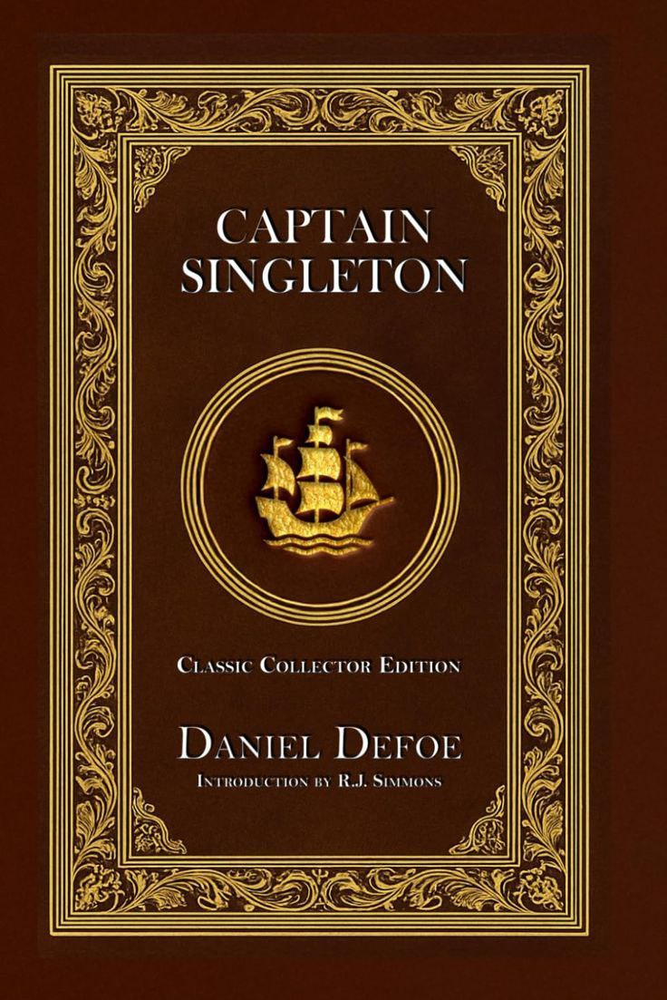 CAPTAIN
SINGLETON
CLASSIC COLLECTOR EDITION
DANIEL DEFOE
INTRODUCTION BY R.J. SIMMONS